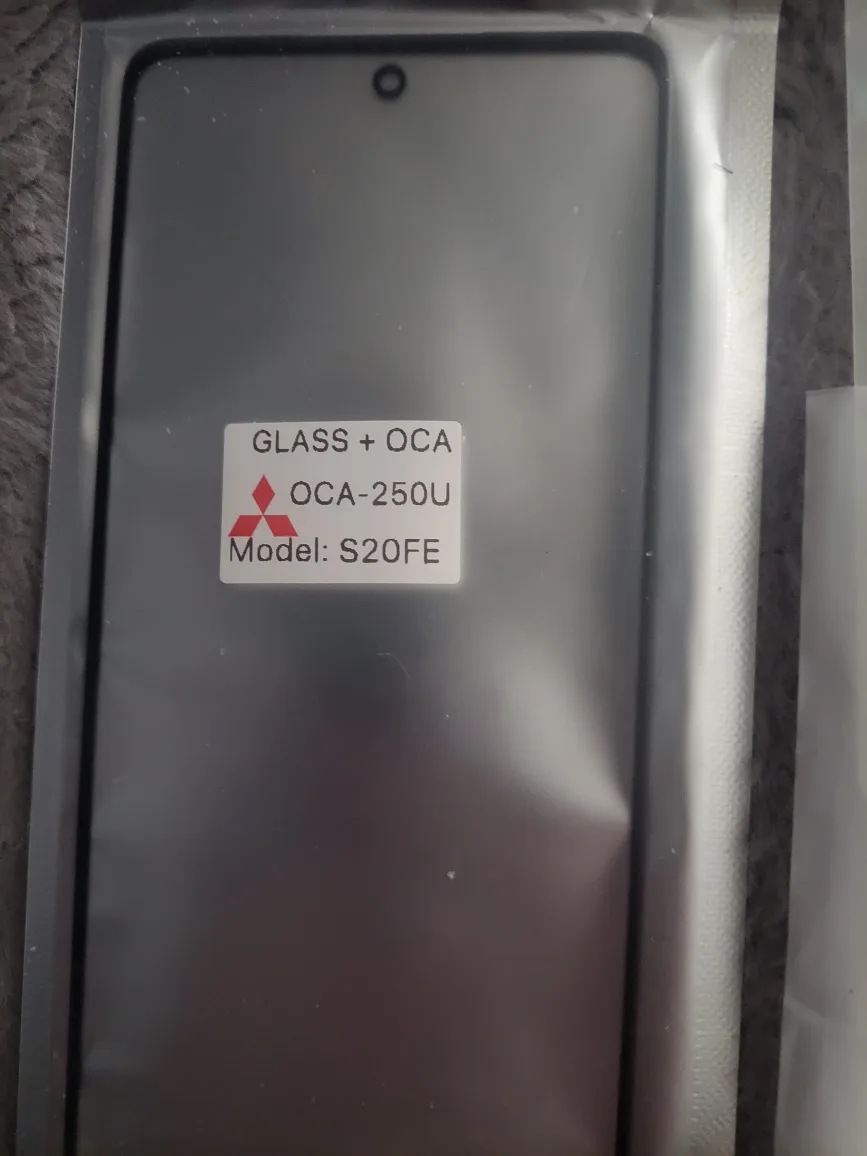 GLASS + OCA
OCA-250U
Model: S20FE